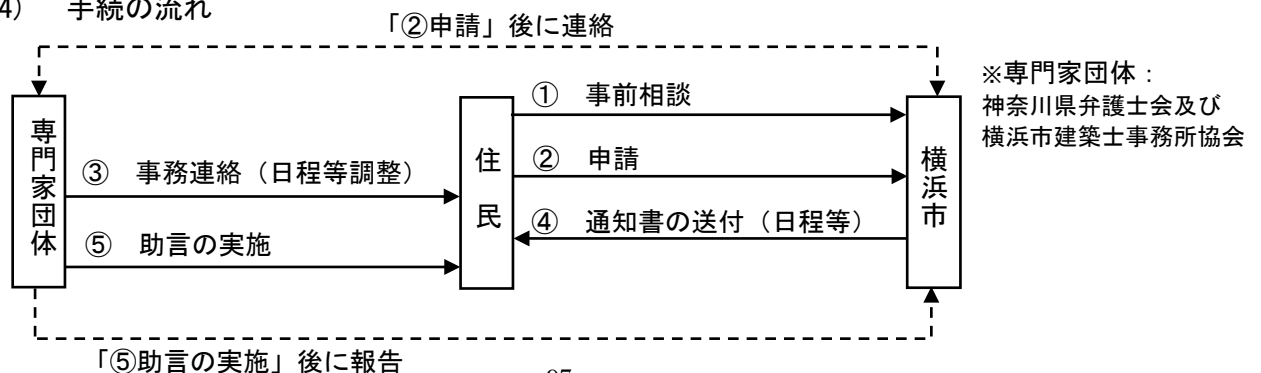 4)　手続の流れ
「②申請」後に連絡
※専門家団体：
神奈川県弁護士会及び
横浜市建築士事務所協会
専門家団体
住民
横浜市
①　事前相談
②　申請
③　事務連絡（日程等調整）
④　通知書の送付（日程等）
⑤　助言の実施
「⑤助言の実施」後に報告